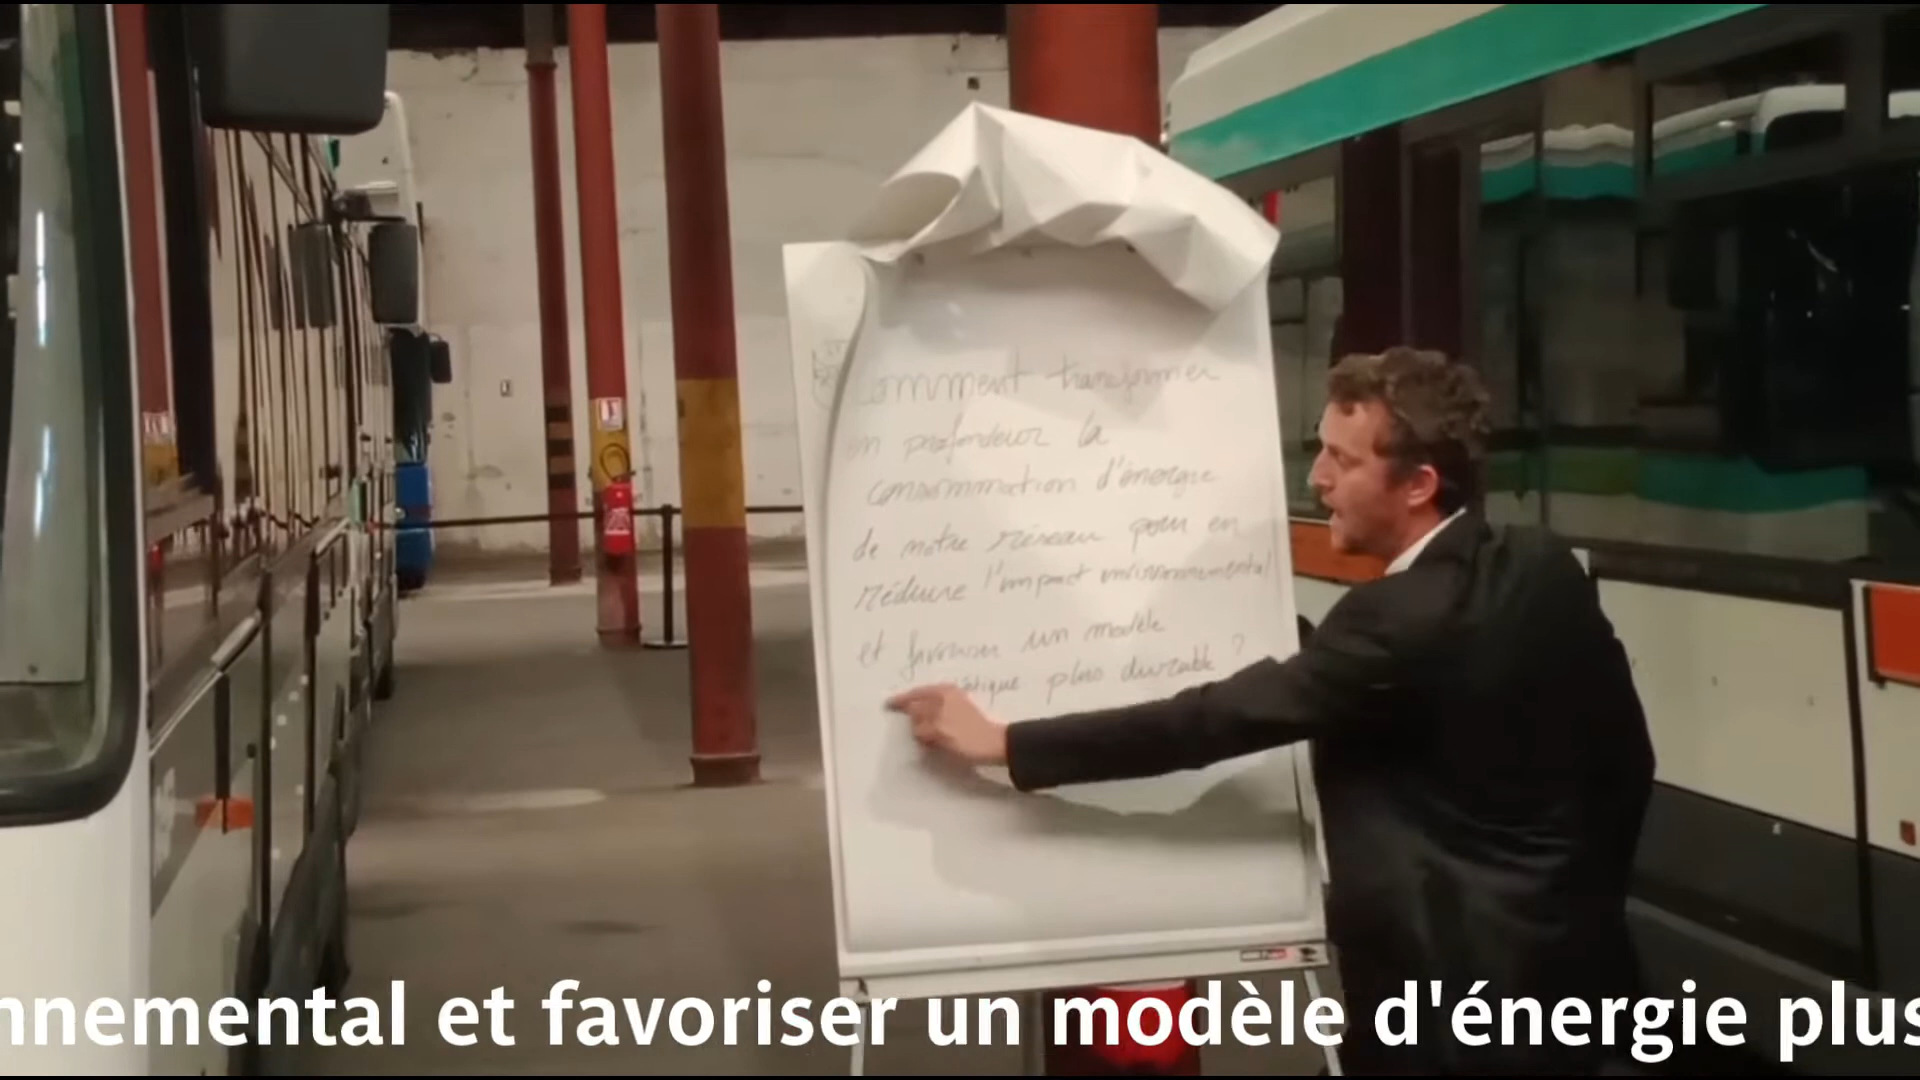 Comment transformer
en profondeur la
consommation d'énergie
de notre réseau pour en
réduire l'impact environnemental
et favoriser un modèle
plus durable ?
nnemental et favoriser un modèle d'énergie plus